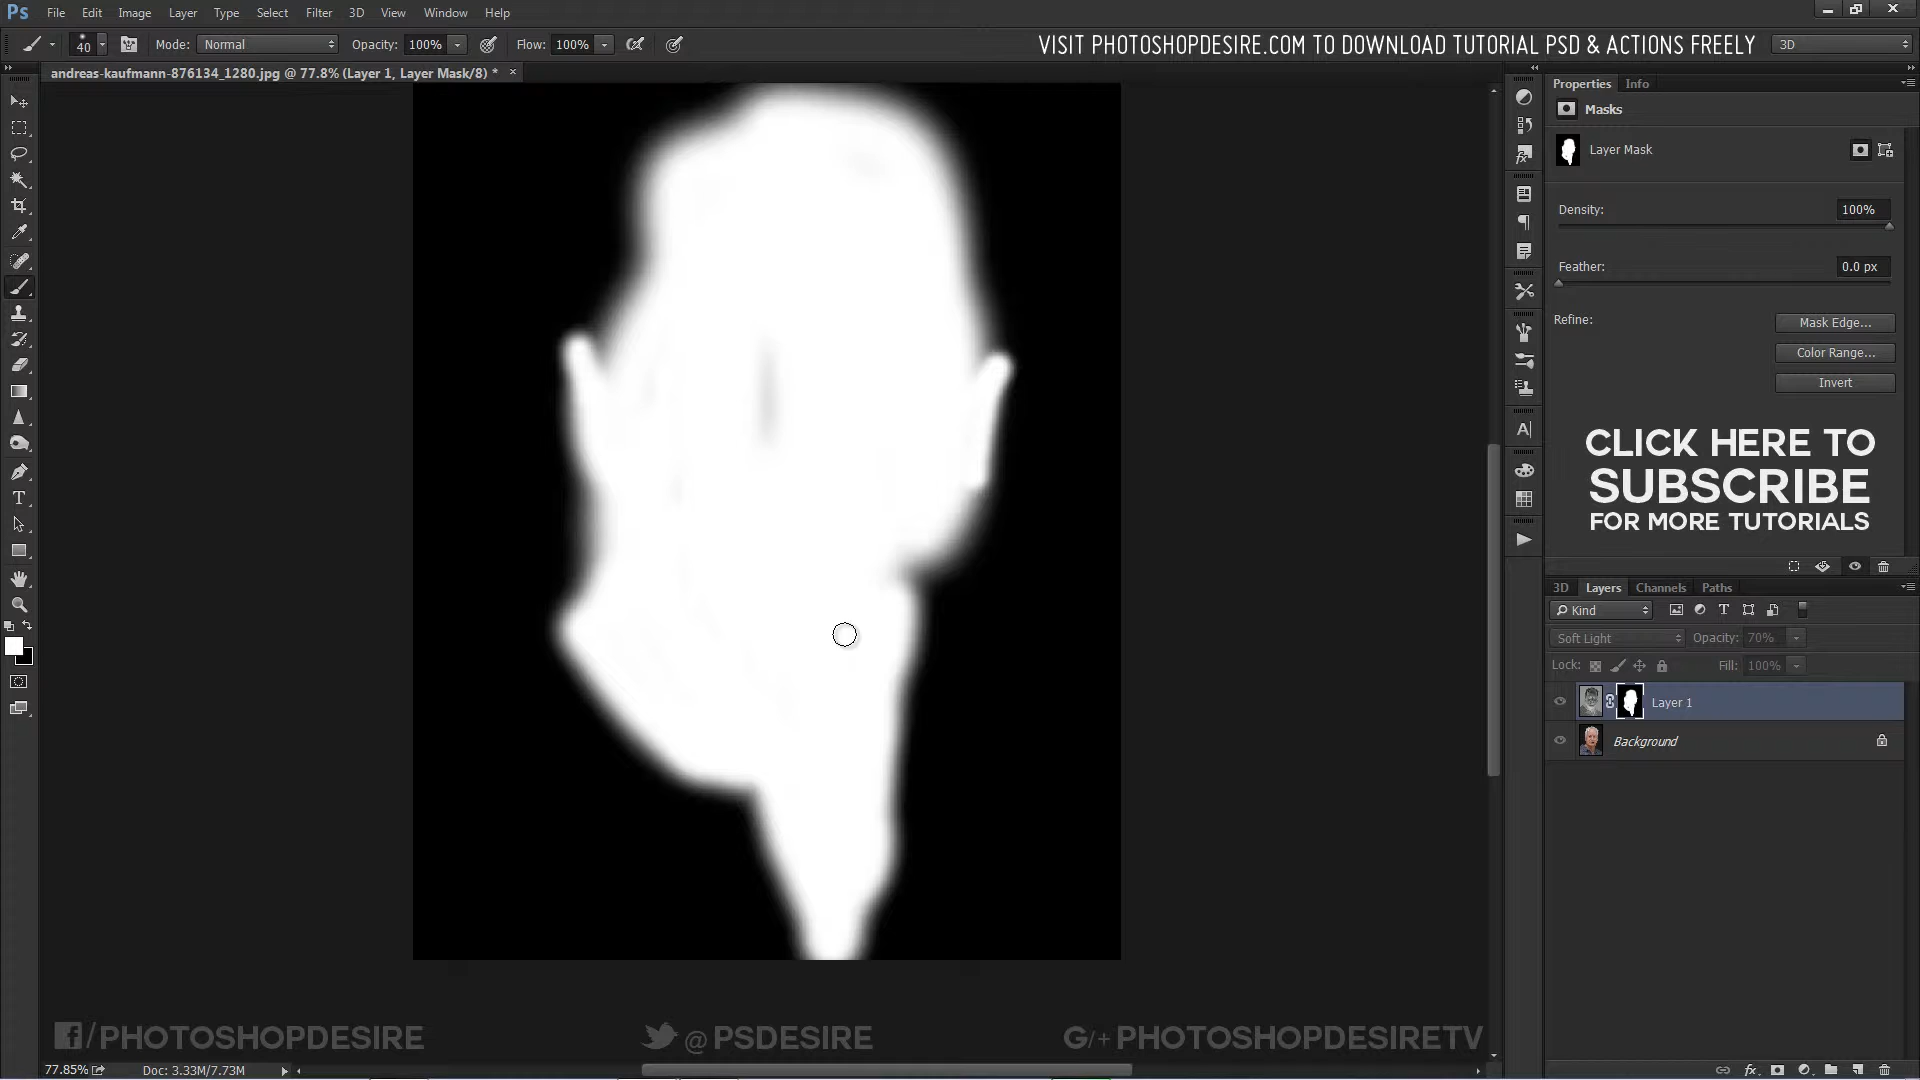 Ps File Edit Image Layer Type Select Filter 3D View Window Help
40 Mode: Normal Opacity: 100% Flow: 100% VISIT PHOTOSHOPDESIRE.COM TO DOWNLOAD TUTORIAL PSD & ACTIONS FREELY 3D
andreas-kaufmann-876134_1280.jpg @ 77.8% (Layer 1, Layer Mask/8) * ×
Properties Info
Masks
Layer Mask
Density: 100%
Feather: 0.0 px
Refine: Mask Edge...
Color Range...
Invert
CLICK HERE TO
SUBSCRIBE
FOR MORE TUTORIALS
3D Layers Channels Paths
Kind
Soft Light Opacity: 70%
Lock: Fill: 100%
Layer 1
Background
f/PHOTOSHOPDESIRE @PSDESIRE G+/+PHOTOSHOPDESIRETV
77.85% Doc: 3.33M/7.73M